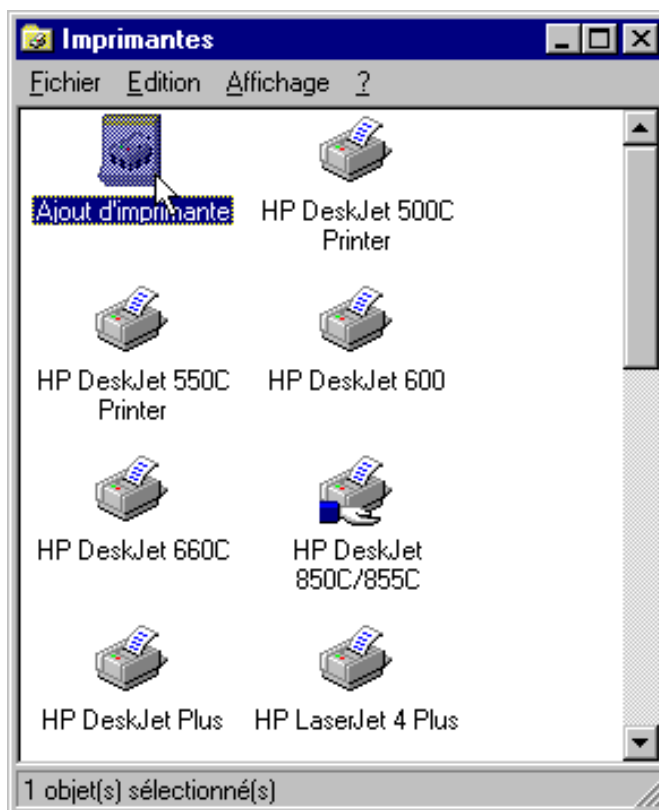 Imprimantes
Fichier Edition Affichage ?
Ajout d'imprimante
HP DeskJet 500C
Printer
HP DeskJet 550C
Printer
HP DeskJet 600
HP DeskJet 660C
HP DeskJet
850C/855C
HP DeskJet Plus
HP LaserJet 4 Plus
1 objet(s) sélectionné(s)